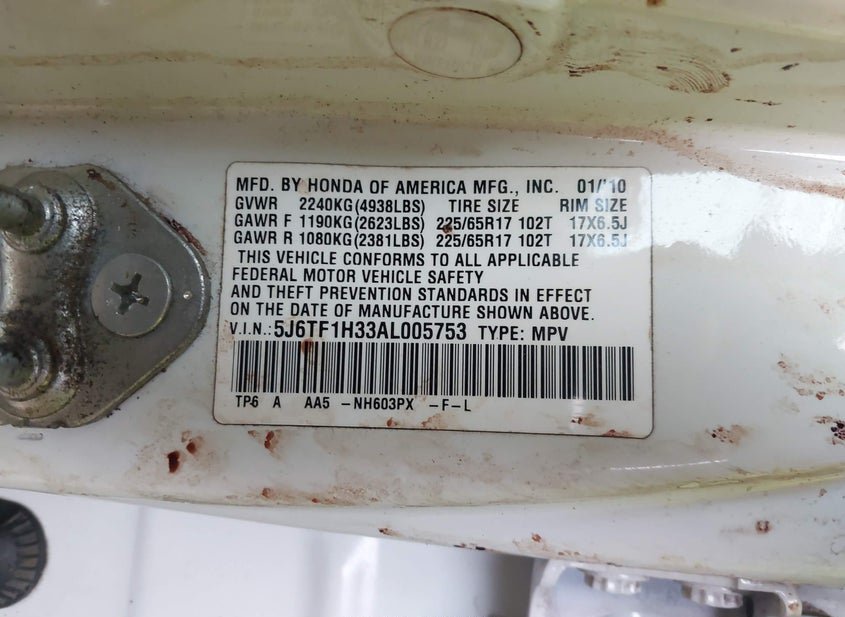 MFD. BY HONDA OF AMERICA MFG., INC. 01/'10
GVWR 2240KG(4938LBS) TIRE SIZE RIM SIZE
GAWR F 1190KG(2623LBS) 225/65R17 102T 17X6.5J
GAWR R 1080KG(2381LBS) 225/65R17 102T 17X6.5J
THIS VEHICLE CONFORMS TO ALL APPLICABLE
FEDERAL MOTOR VEHICLE SAFETY
AND THEFT PREVENTION STANDARDS IN EFFECT
ON THE DATE OF MANUFACTURE SHOWN ABOVE.
V.I.N.: 5J6TF1H33AL005753 TYPE: MPV
TP6 A AA5 -NH603PX -F-L